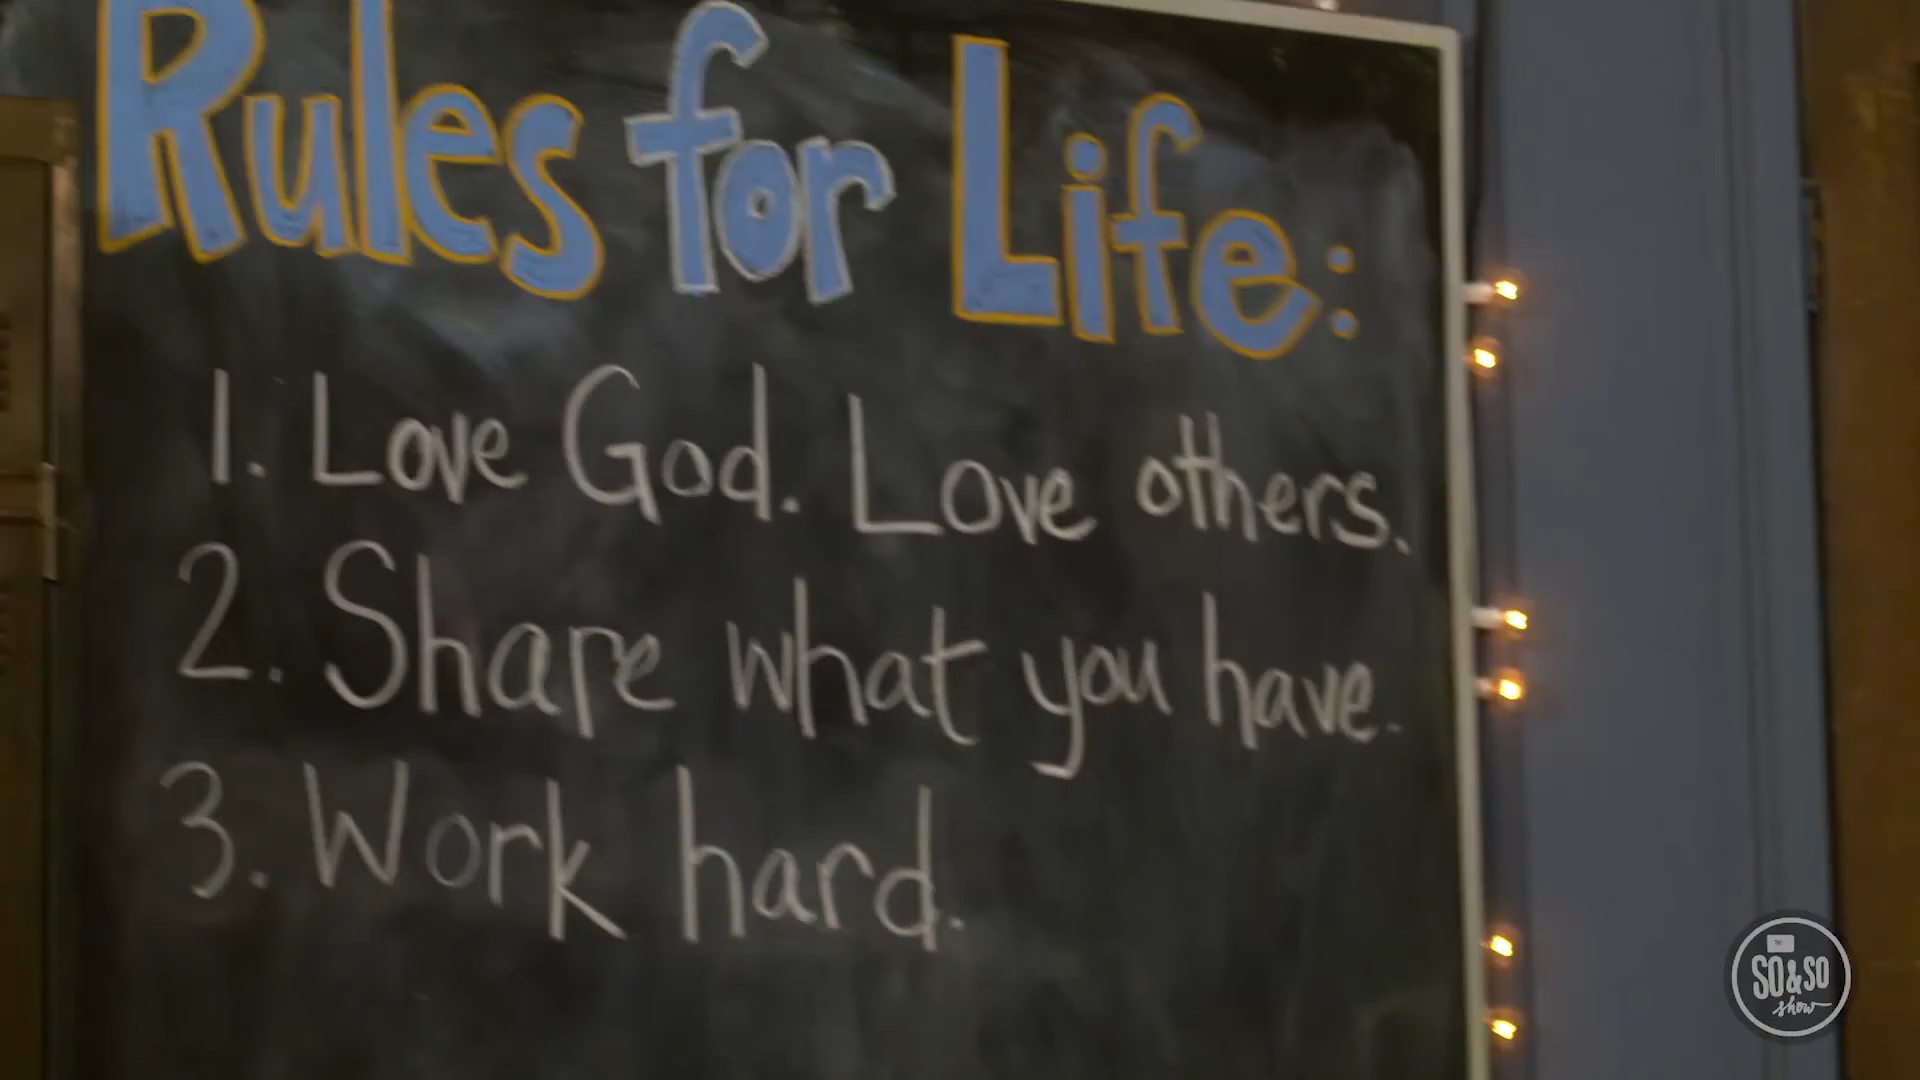 Rules for Life:
1. Love God. Love others.
2. Share what you have.
3. Work hard.
SO&SO
show